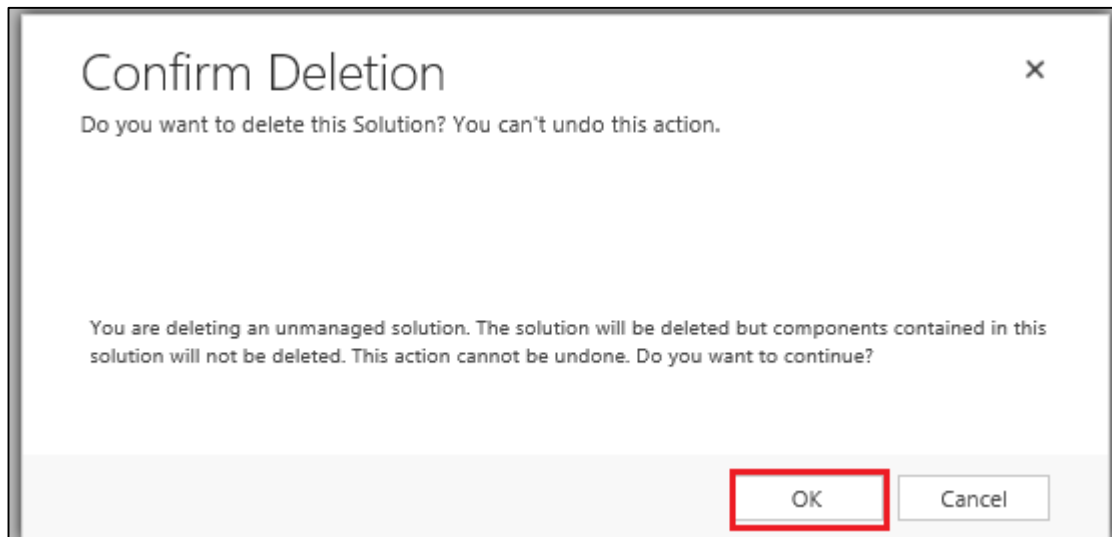 Confirm Deletion
Do you want to delete this Solution? You can't undo this action.
You are deleting an unmanaged solution. The solution will be deleted but components contained in this
solution will not be deleted. This action cannot be undone. Do you want to continue?
OK
Cancel